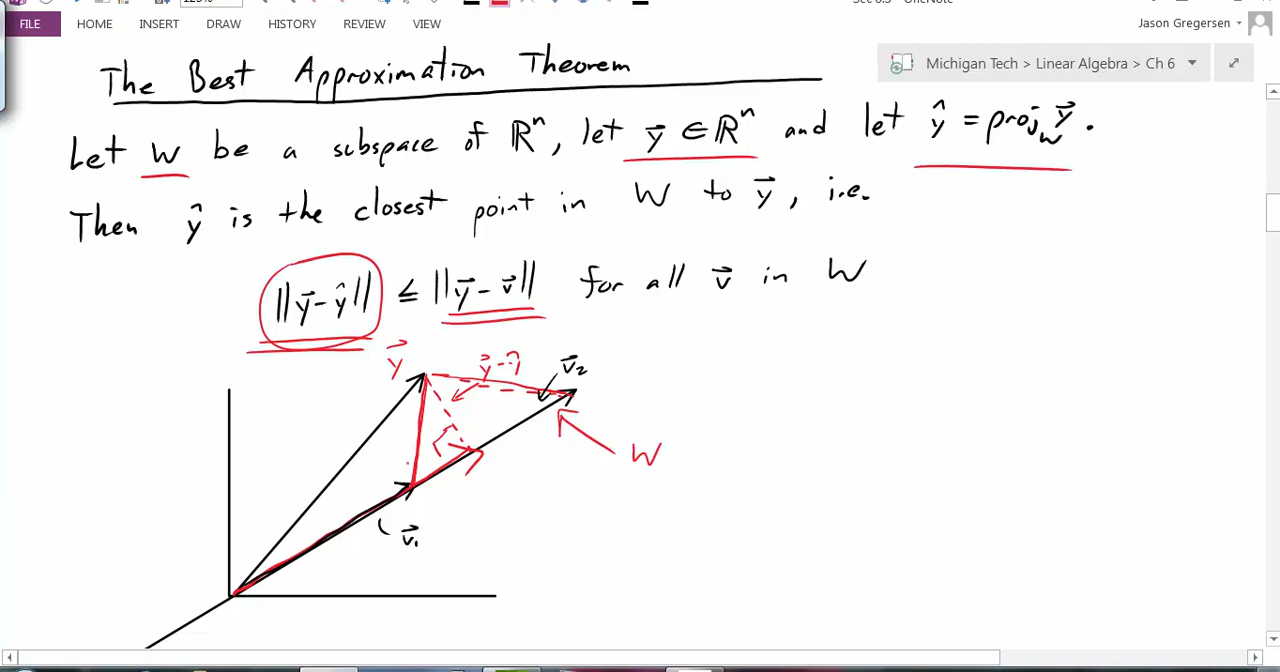 FILE HOME INSERT DRAW HISTORY REVIEW VIEW
Jason Gregersen
Michigan Tech > Linear Algebra > Ch 6
The Best Approximation Theorem
Let W be a subspace of ℝⁿ, let y⃗ ∈ ℝⁿ and let ŷ = proj_W y⃗.
Then ŷ is the closest point in W to y⃗, i.e.
||y⃗ - ŷ|| ≤ ||y⃗ - v⃗|| for all v⃗ in W
y⃗
y⃗ - ŷ
v⃗₂
W
v⃗₁